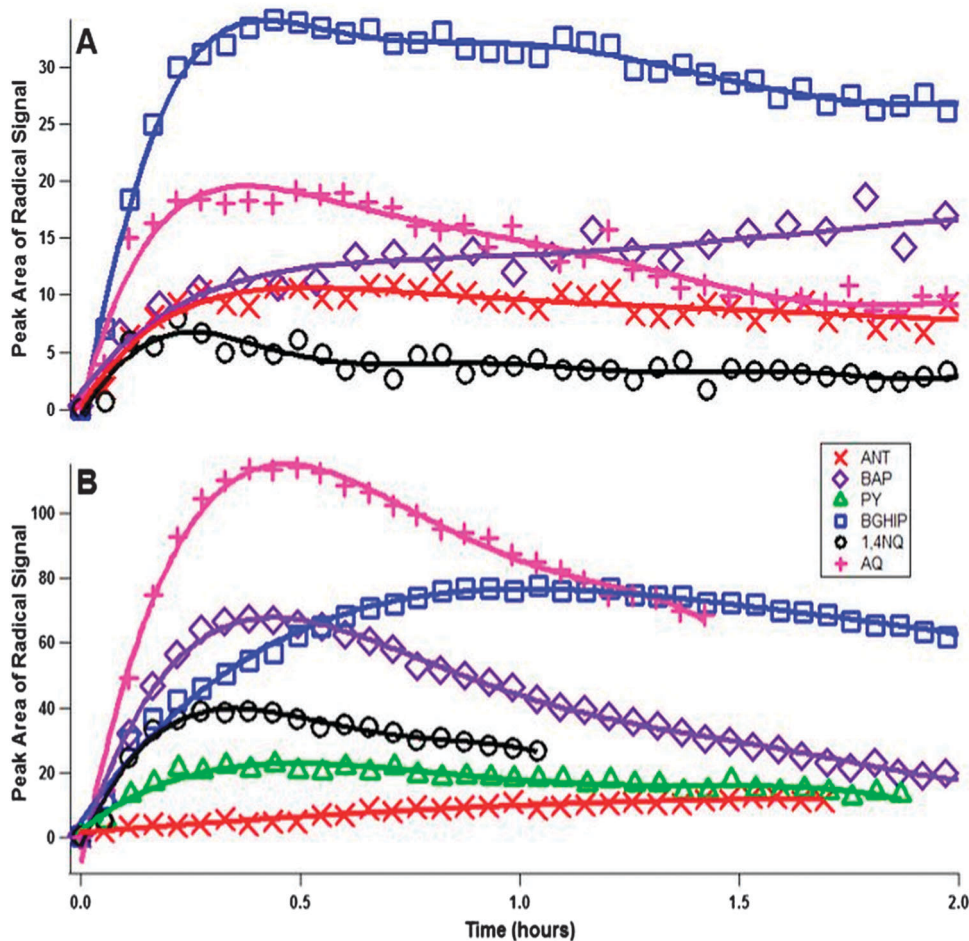 A
Peak Area of Radical Signal
30
25
20
15
10
5
0
B
Peak Area of Radical Signal
100
80
60
40
20
0
ANT
BAP
PY
BGHIP
1,4NQ
AQ
0.0 0.5 1.0 1.5 2.0
Time (hours)